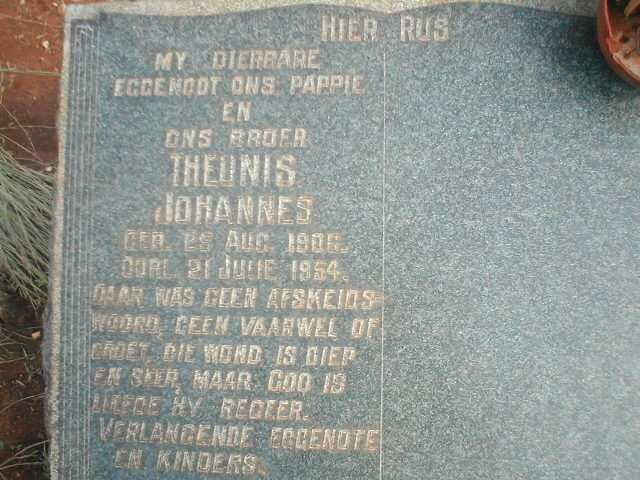 HIER RUS
MY DIERBARE
EGGENOOT ONS PAPPIE
EN
ONS BROER
THEUNIS
JOHANNES
GEB. 25 AUG. 1906.
OORL. 21 JULIE 1954.
DAAR WAS GEEN AFSKEIDS-
WOORD, GEEN VAARWEL OF
GROET, DIE WOND IS DIEP
EN SEER, MAAR GOD IS
LIEFDE HY REGEER.
VERLANGENDE EGGENOTE
EN KINDERS.